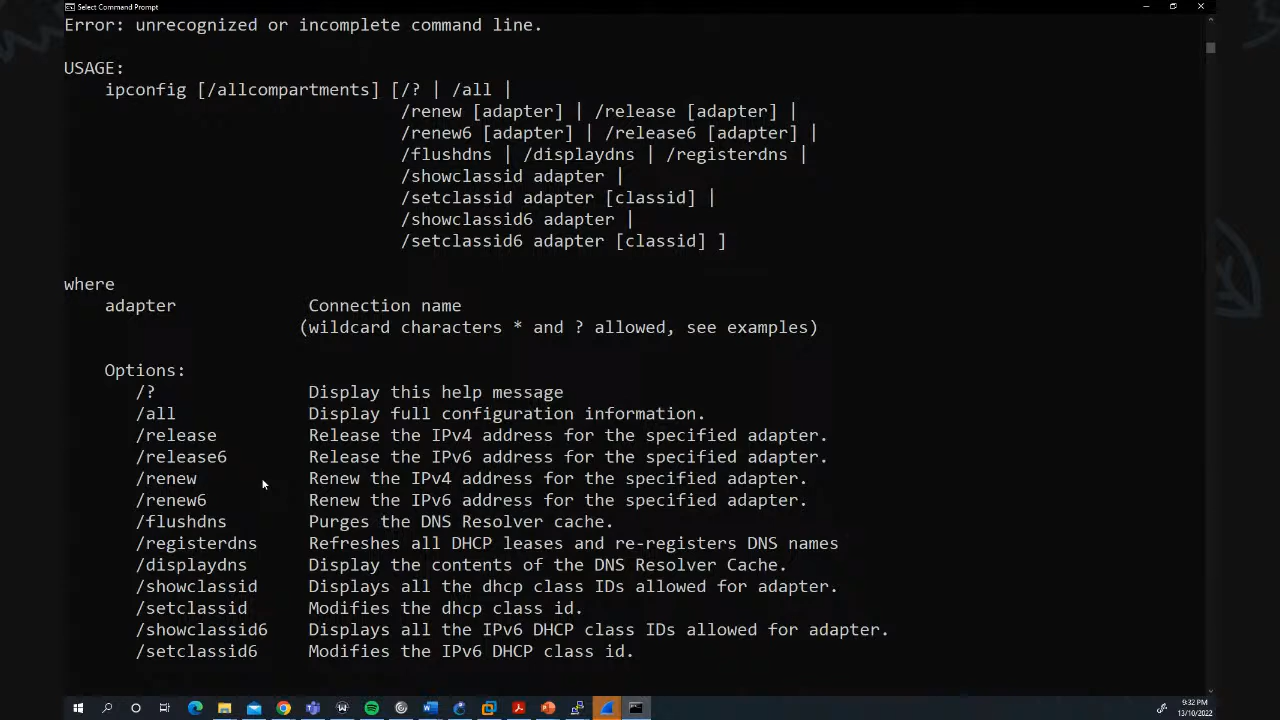 Select Command Prompt
Error: unrecognized or incomplete command line.
USAGE:
ipconfig [/allcompartments] [/? | /all |
/renew [adapter] | /release [adapter] |
/renew6 [adapter] | /release6 [adapter] |
/flushdns | /displaydns | /registerdns |
/showclassid adapter |
/setclassid adapter [classid] |
/showclassid6 adapter |
/setclassid6 adapter [classid] ]
where
adapter Connection name
(wildcard characters * and ? allowed, see examples)
Options:
/? Display this help message
/all Display full configuration information.
/release Release the IPv4 address for the specified adapter.
/release6 Release the IPv6 address for the specified adapter.
/renew Renew the IPv4 address for the specified adapter.
/renew6 Renew the IPv6 address for the specified adapter.
/flushdns Purges the DNS Resolver cache.
/registerdns Refreshes all DHCP leases and re-registers DNS names
/displaydns Display the contents of the DNS Resolver Cache.
/showclassid Displays all the dhcp class IDs allowed for adapter.
/setclassid Modifies the dhcp class id.
/showclassid6 Displays all the IPv6 DHCP class IDs allowed for adapter.
/setclassid6 Modifies the IPv6 DHCP class id.
9:32 PM
13/10/2022